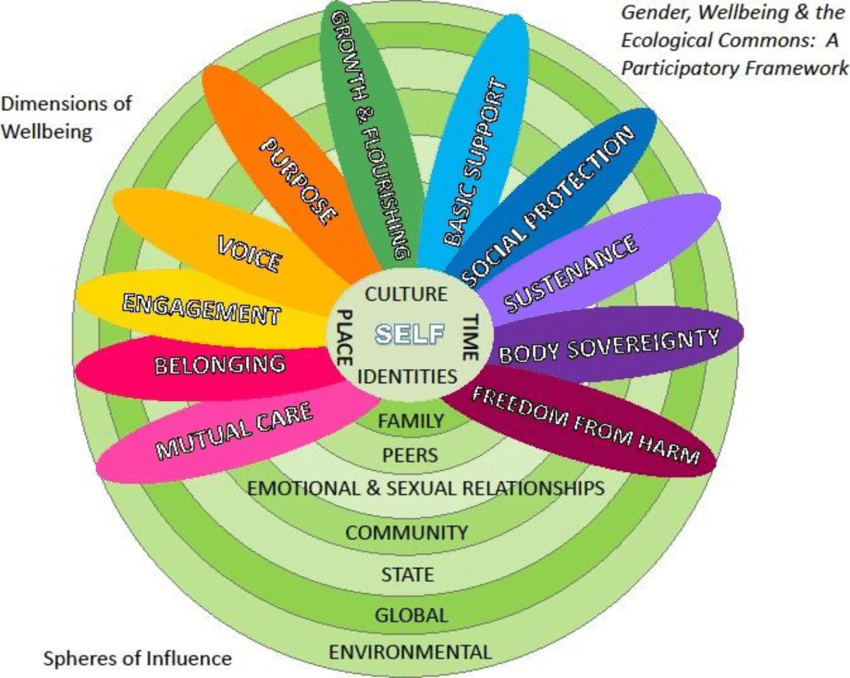 Gender, Wellbeing & the
Ecological Commons: A
Participatory Framework
Dimensions of
Wellbeing
MUTUAL CARE
BELONGING
ENGAGEMENT
VOICE
PURPOSE
GROWTH & FLOURISHING
BASIC SUPPORT
SOCIAL PROTECTION
SUSTENANCE
BODY SOVEREIGNTY
FREEDOM FROM HARM
CULTURE
PLACE
SELF
TIME
IDENTITIES
FAMILY
PEERS
EMOTIONAL & SEXUAL RELATIONSHIPS
COMMUNITY
STATE
GLOBAL
ENVIRONMENTAL
Spheres of Influence